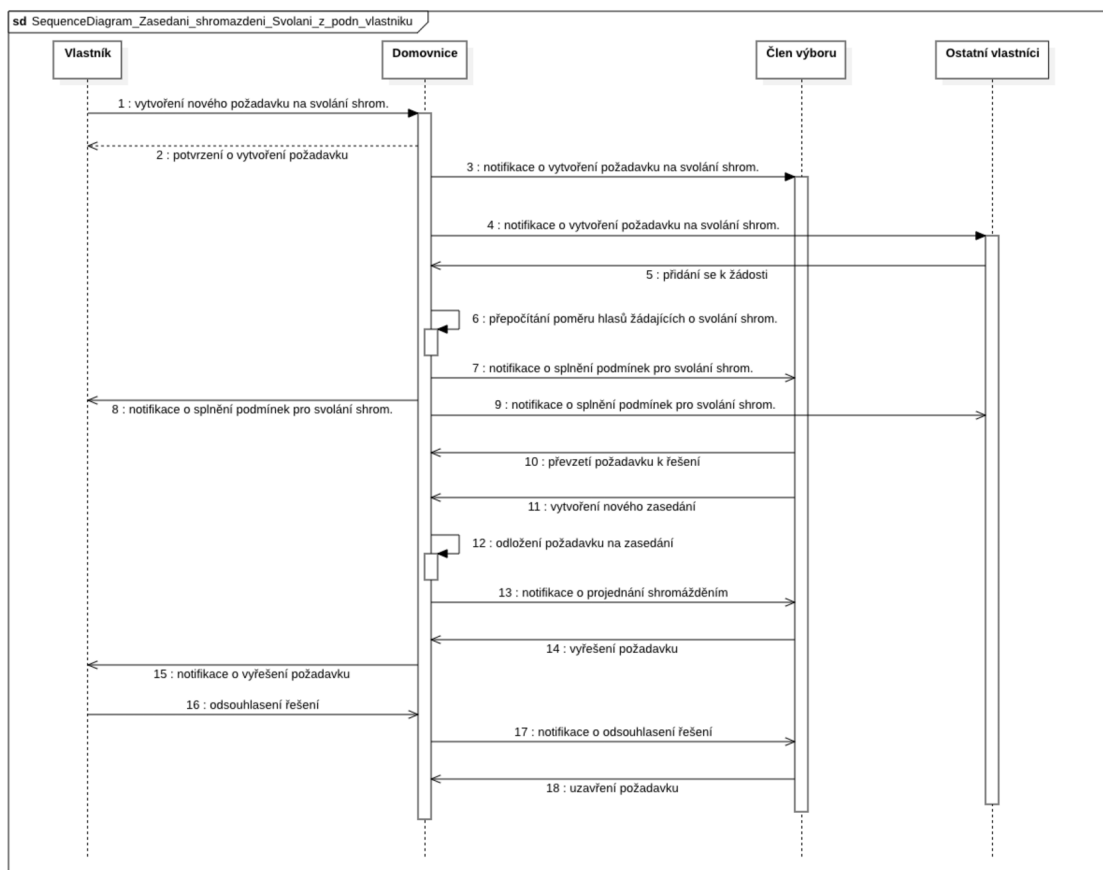 sd SequenceDiagram_Zasedani_shromazdeni_Svolani_z_podn_vlastniku
Vlastník
Domovnice
Člen výboru
Ostatní vlastníci
1 : vytvoření nového požadavku na svolání shrom.
2 : potvrzení o vytvoření požadavku
3 : notifikace o vytvoření požadavku na svolání shrom.
4 : notifikace o vytvoření požadavku na svolání shrom.
5 : přidání se k žádosti
6 : přepočítání poměru hlasů žádajících o svolání shrom.
7 : notifikace o splnění podmínek pro svolání shrom.
8 : notifikace o splnění podmínek pro svolání shrom.
9 : notifikace o splnění podmínek pro svolání shrom.
10 : převzetí požadavku k řešení
11 : vytvoření nového zasedání
12 : odložení požadavku na zasedání
13 : notifikace o projednání shromážděním
14 : vyřešení požadavku
15 : notifikace o vyřešení požadavku
16 : odsouhlasení řešení
17 : notifikace o odsouhlasení řešení
18 : uzavření požadavku